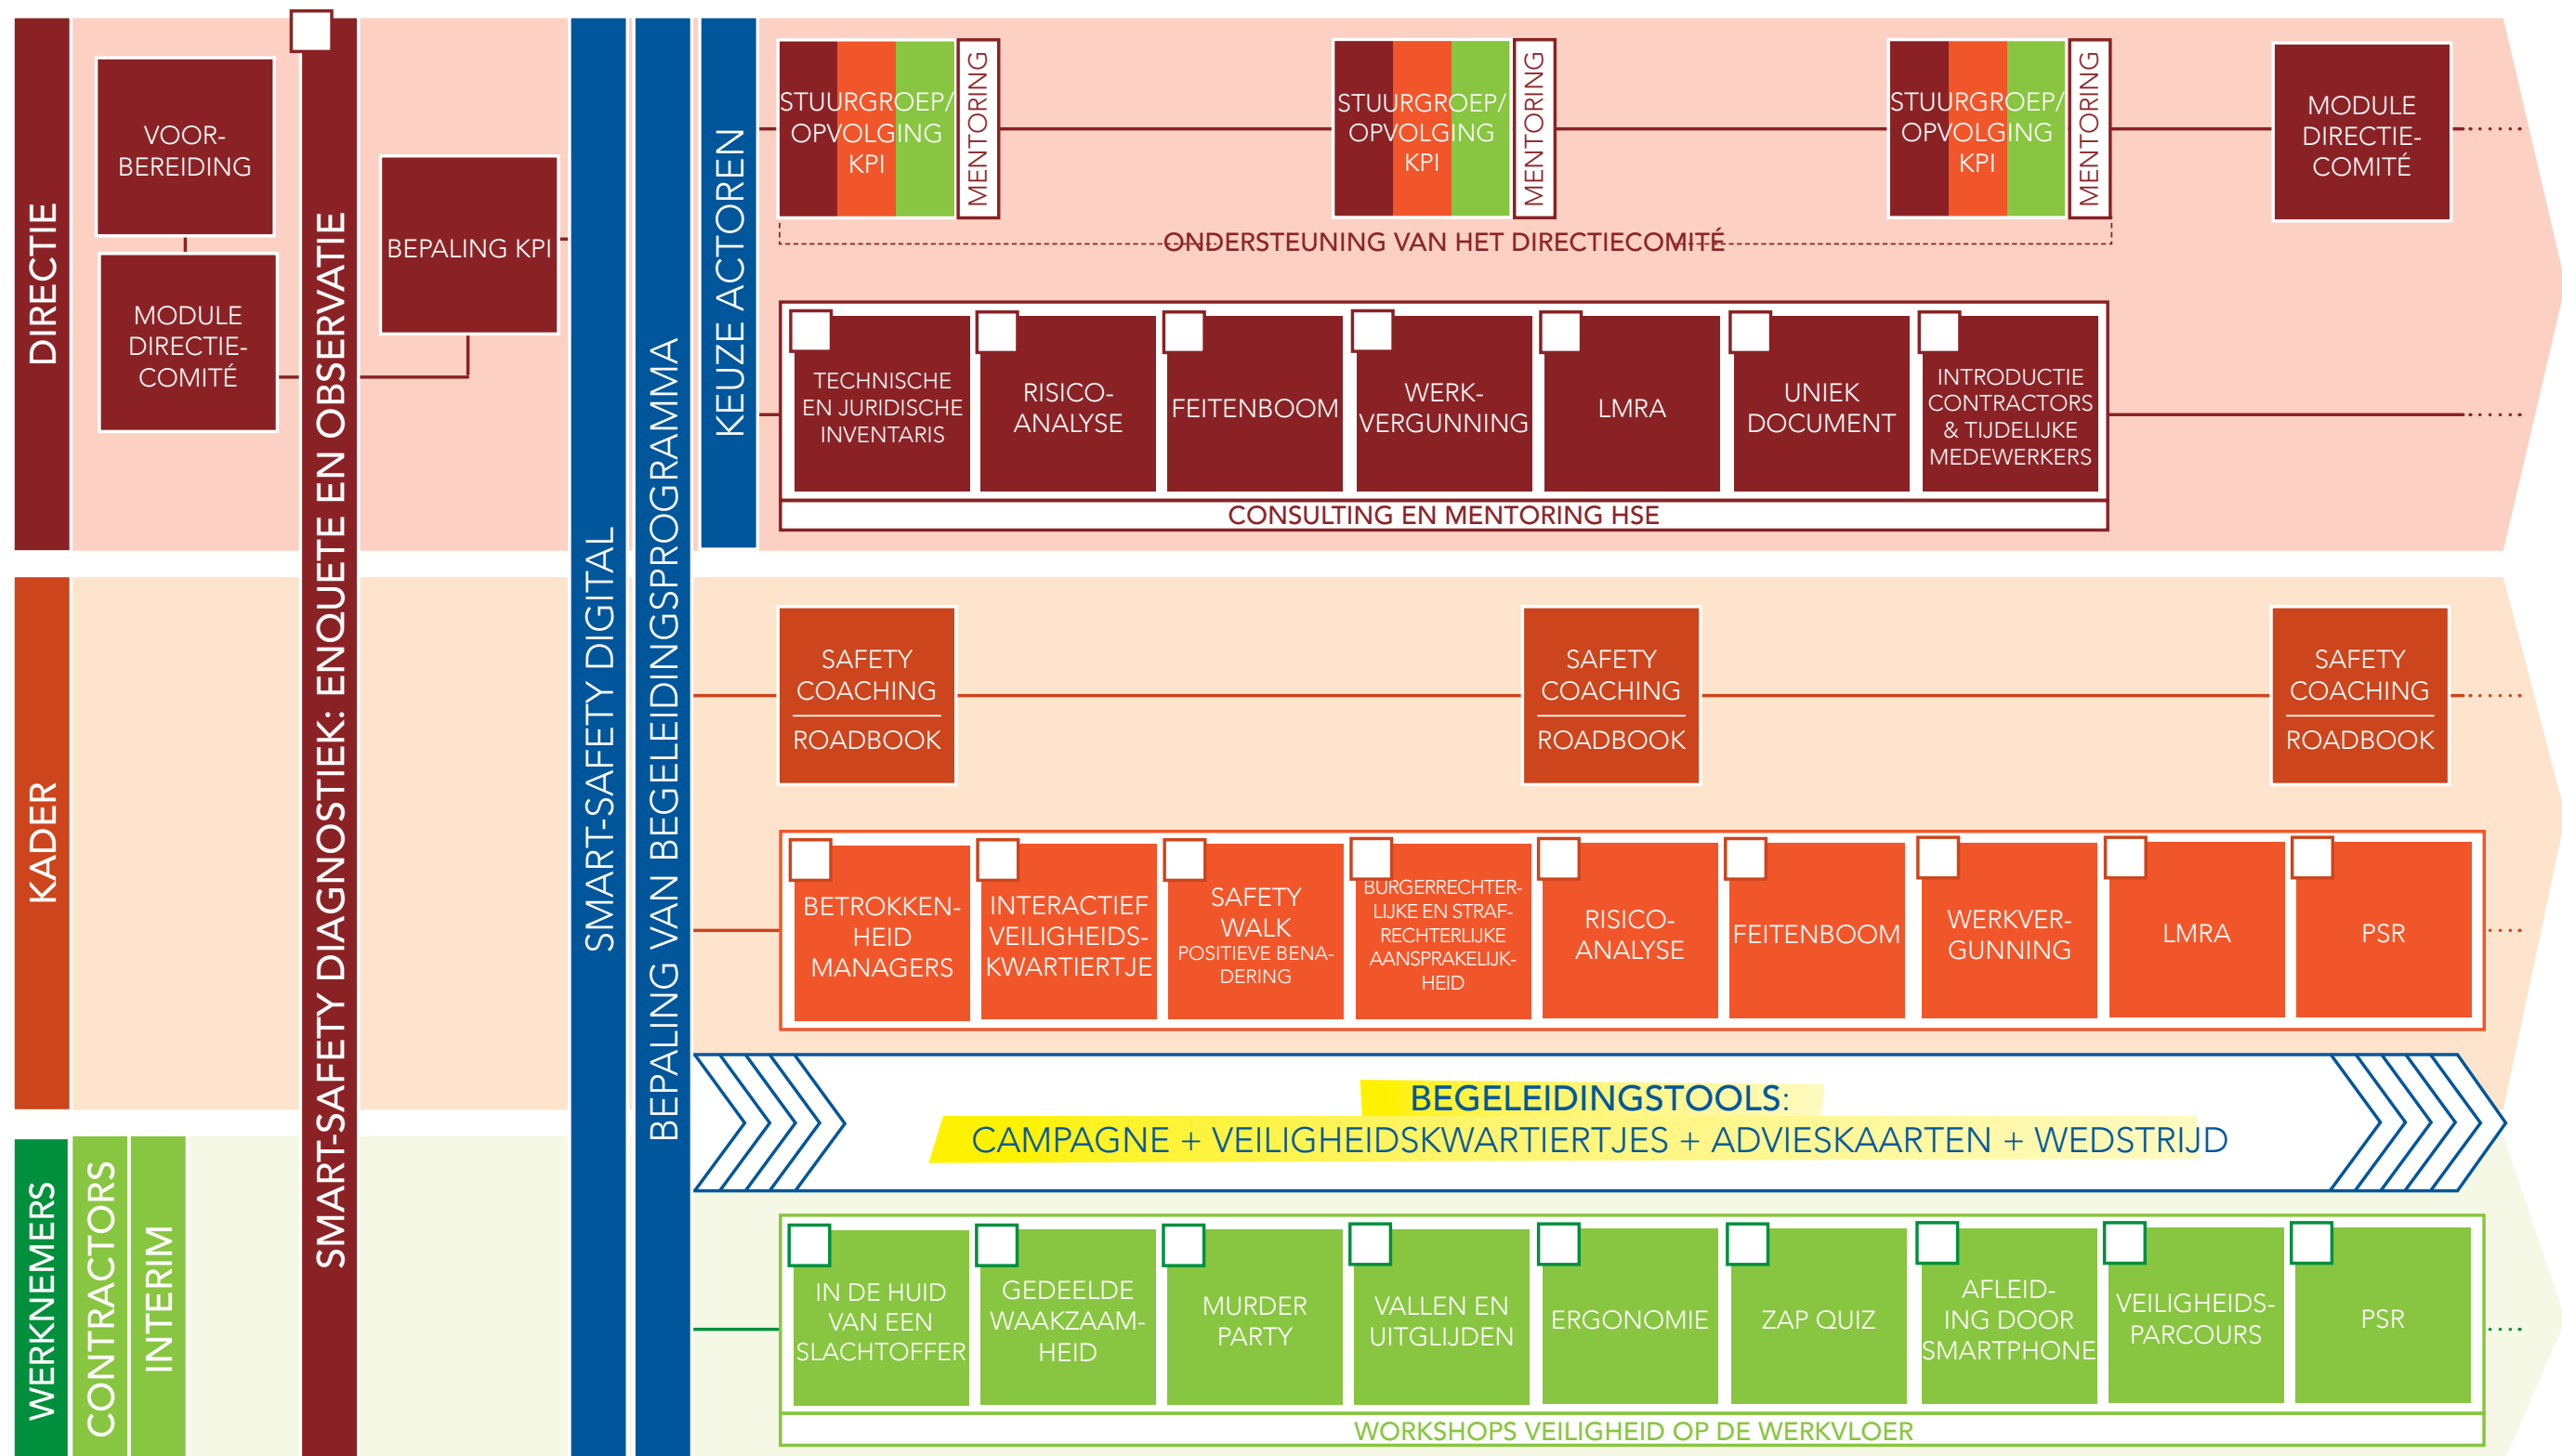 DIRECTIE
VOOR-
BEREIDING
MODULE
DIRECTIE-
COMITÉ
SMART-SAFETY DIAGNOSTIEK: ENQUETE EN OBSERVATIE
BEPALING KPI
SMART-SAFETY DIGITAL
BEPALING VAN BEGELEIDINGSPROGRAMMA
KEUZE ACTOREN
STUURGROEP/
OPVOLGING
KPI
MENTORING
STUURGROEP/
OPVOLGING
KPI
MENTORING
STUURGROEP/
OPVOLGING
KPI
MENTORING
MODULE
DIRECTIE-
COMITÉ
ONDERSTEUNING VAN HET DIRECTIECOMITÉ
TECHNISCHE
EN JURIDISCHE
INVENTARIS
RISICO-
ANALYSE
FEITENBOOM
WERK-
VERGUNNING
LMRA
UNIEK
DOCUMENT
INTRODUCTIE
CONTRACTORS
& TIJDELIJKE
MEDEWERKERS
CONSULTING EN MENTORING HSE
KADER
SAFETY
COACHING
ROADBOOK
SAFETY
COACHING
ROADBOOK
SAFETY
COACHING
ROADBOOK
BETROKKEN-
HEID
MANAGERS
INTERACTIEF
VEILIGHEIDS-
KWARTIERTJE
SAFETY
WALK
POSITIEVE BENA-
DERING
BURGERRECHTER-
LIJKE EN STRAF-
RECHTERLIJKE
AANSPRAKELIJK-
HEID
RISICO-
ANALYSE
FEITENBOOM
WERKVER-
GUNNING
LMRA
PSR
BEGELEIDINGSTOOLS:
CAMPAGNE + VEILIGHEIDSKWARTIERTJES + ADVIESKAARTEN + WEDSTRIJD
WERKNEMERS
CONTRACTORS
INTERIM
IN DE HUID
VAN EEN
SLACHTOFFER
GEDEELDE
WAAKZAAM-
HEID
MURDER
PARTY
VALLEN EN
UITGLIJDEN
ERGONOMIE
ZAP QUIZ
AFLEID-
ING DOOR
SMARTPHONE
VEILIGHEIDS-
PARCOURS
PSR
WORKSHOPS VEILIGHEID OP DE WERKVLOER